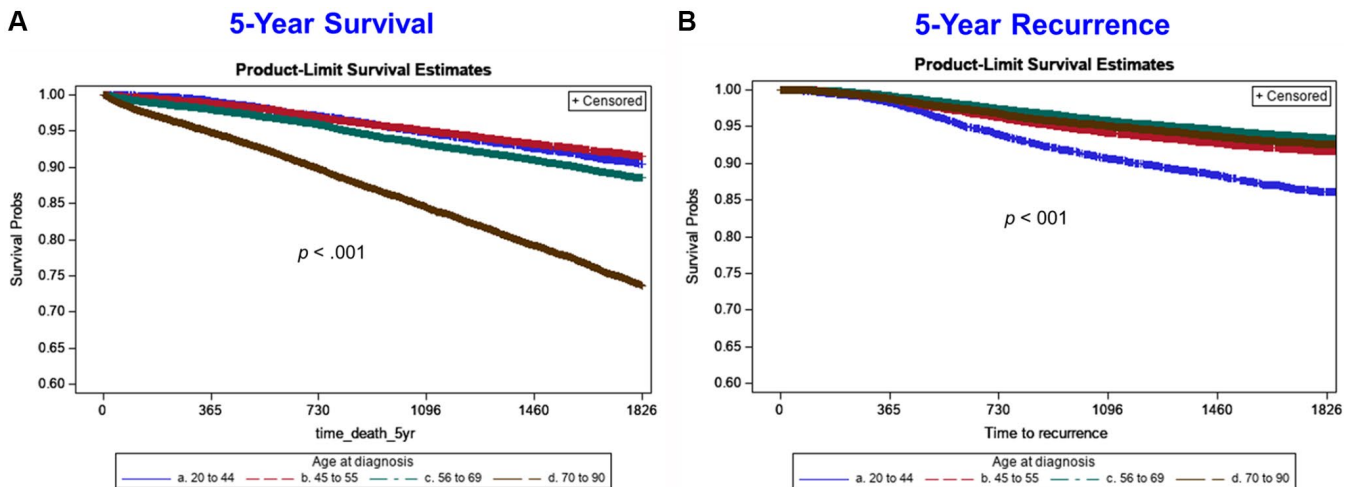 A
5-Year Survival
Product-Limit Survival Estimates
+ Censored
1.00
0.95
0.90
0.85
0.80
0.75
0.70
0.65
0.60
Survival Probs
p < .001
0 365 730 1096 1460 1826
time_death_5yr
Age at diagnosis
a. 20 to 44 b. 45 to 55 c. 56 to 69 d. 70 to 90
B
5-Year Recurrence
Product-Limit Survival Estimates
+ Censored
1.00
0.95
0.90
0.85
0.80
0.75
0.70
0.65
0.60
Survival Probs
p < 001
0 365 730 1096 1460 1826
Time to recurrence
Age at diagnosis
a. 20 to 44 b. 45 to 55 c. 56 to 69 d. 70 to 90